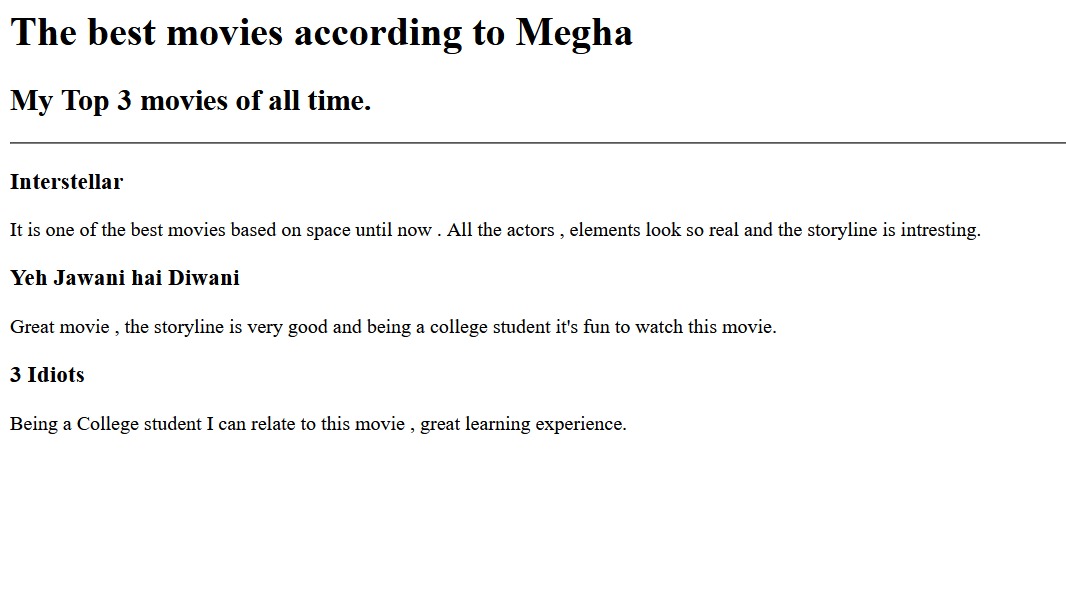 The best movies according to Megha
My Top 3 movies of all time.
Interstellar
It is one of the best movies based on space until now . All the actors , elements look so real and the storyline is intresting.
Yeh Jawani hai Diwani
Great movie , the storyline is very good and being a college student it's fun to watch this movie.
3 Idiots
Being a College student I can relate to this movie , great learning experience.